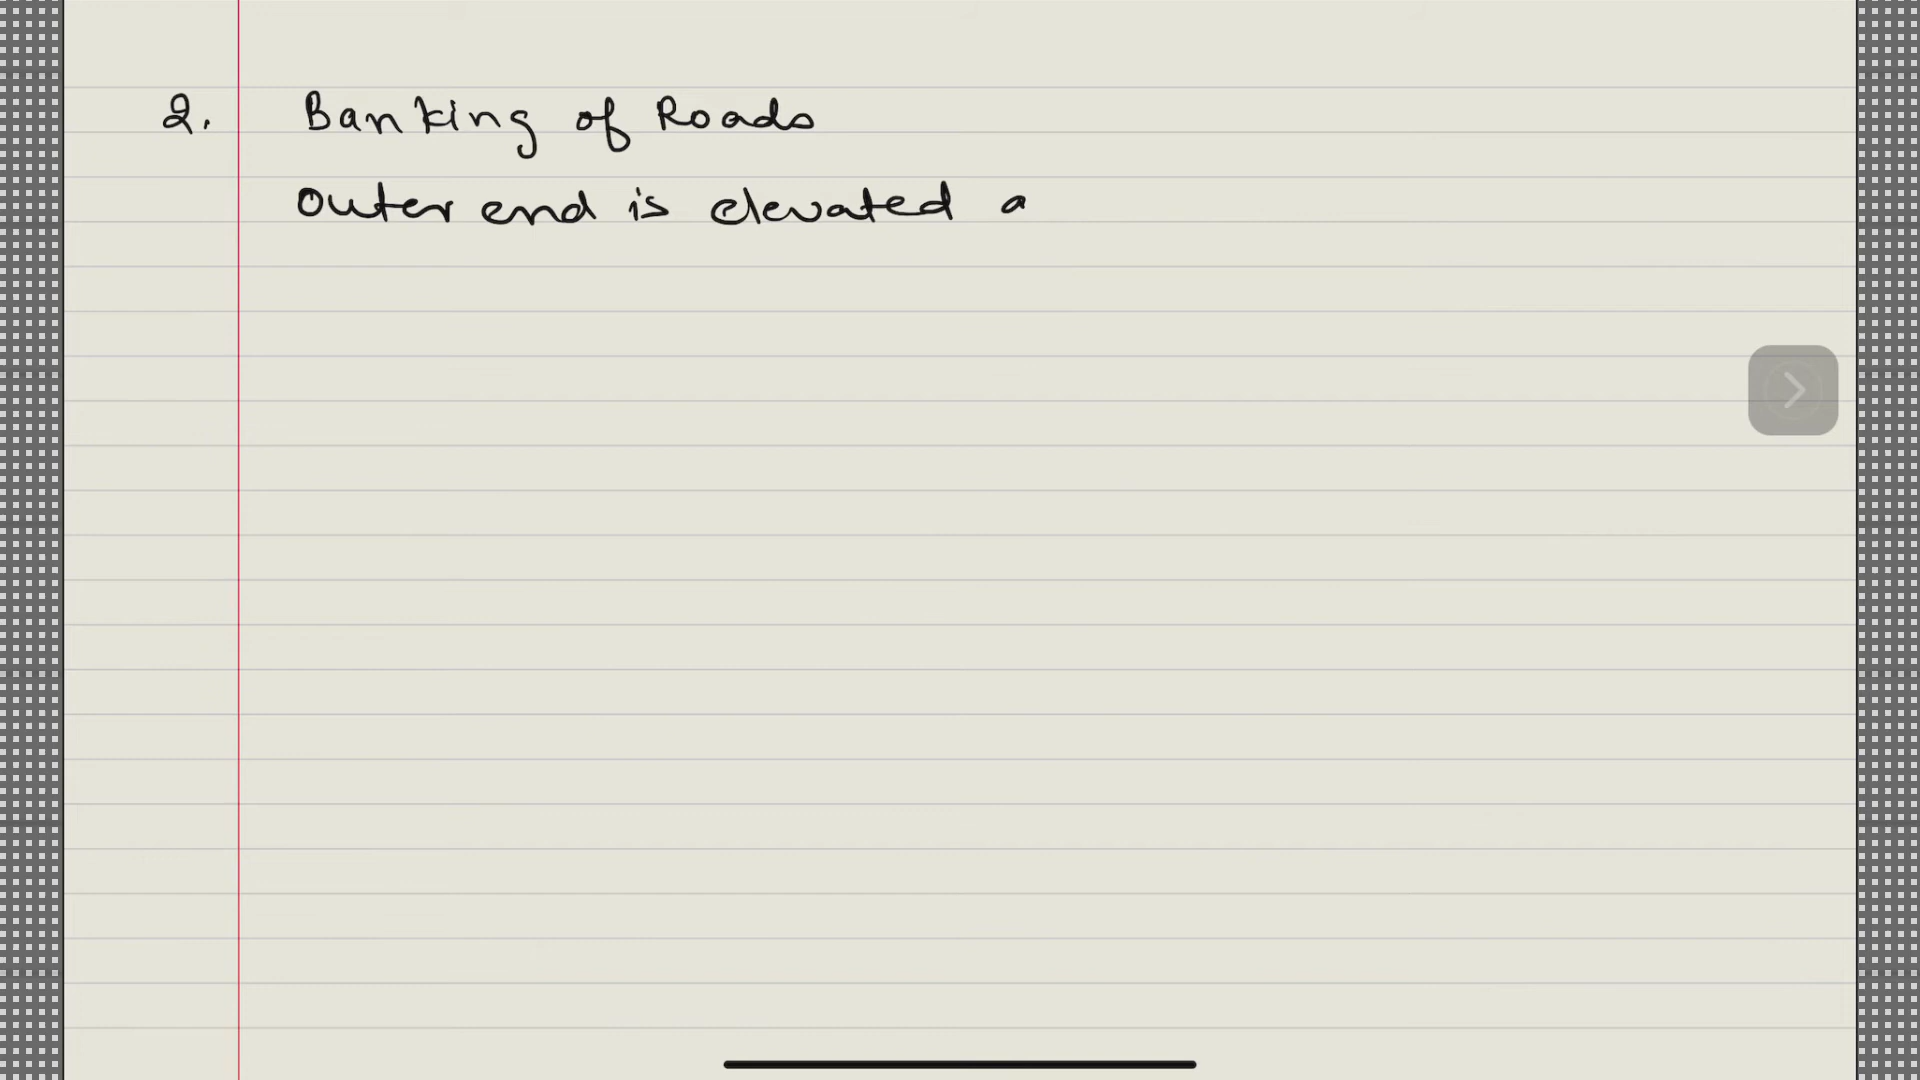 2. Banking of Roads
Outer end is elevated a